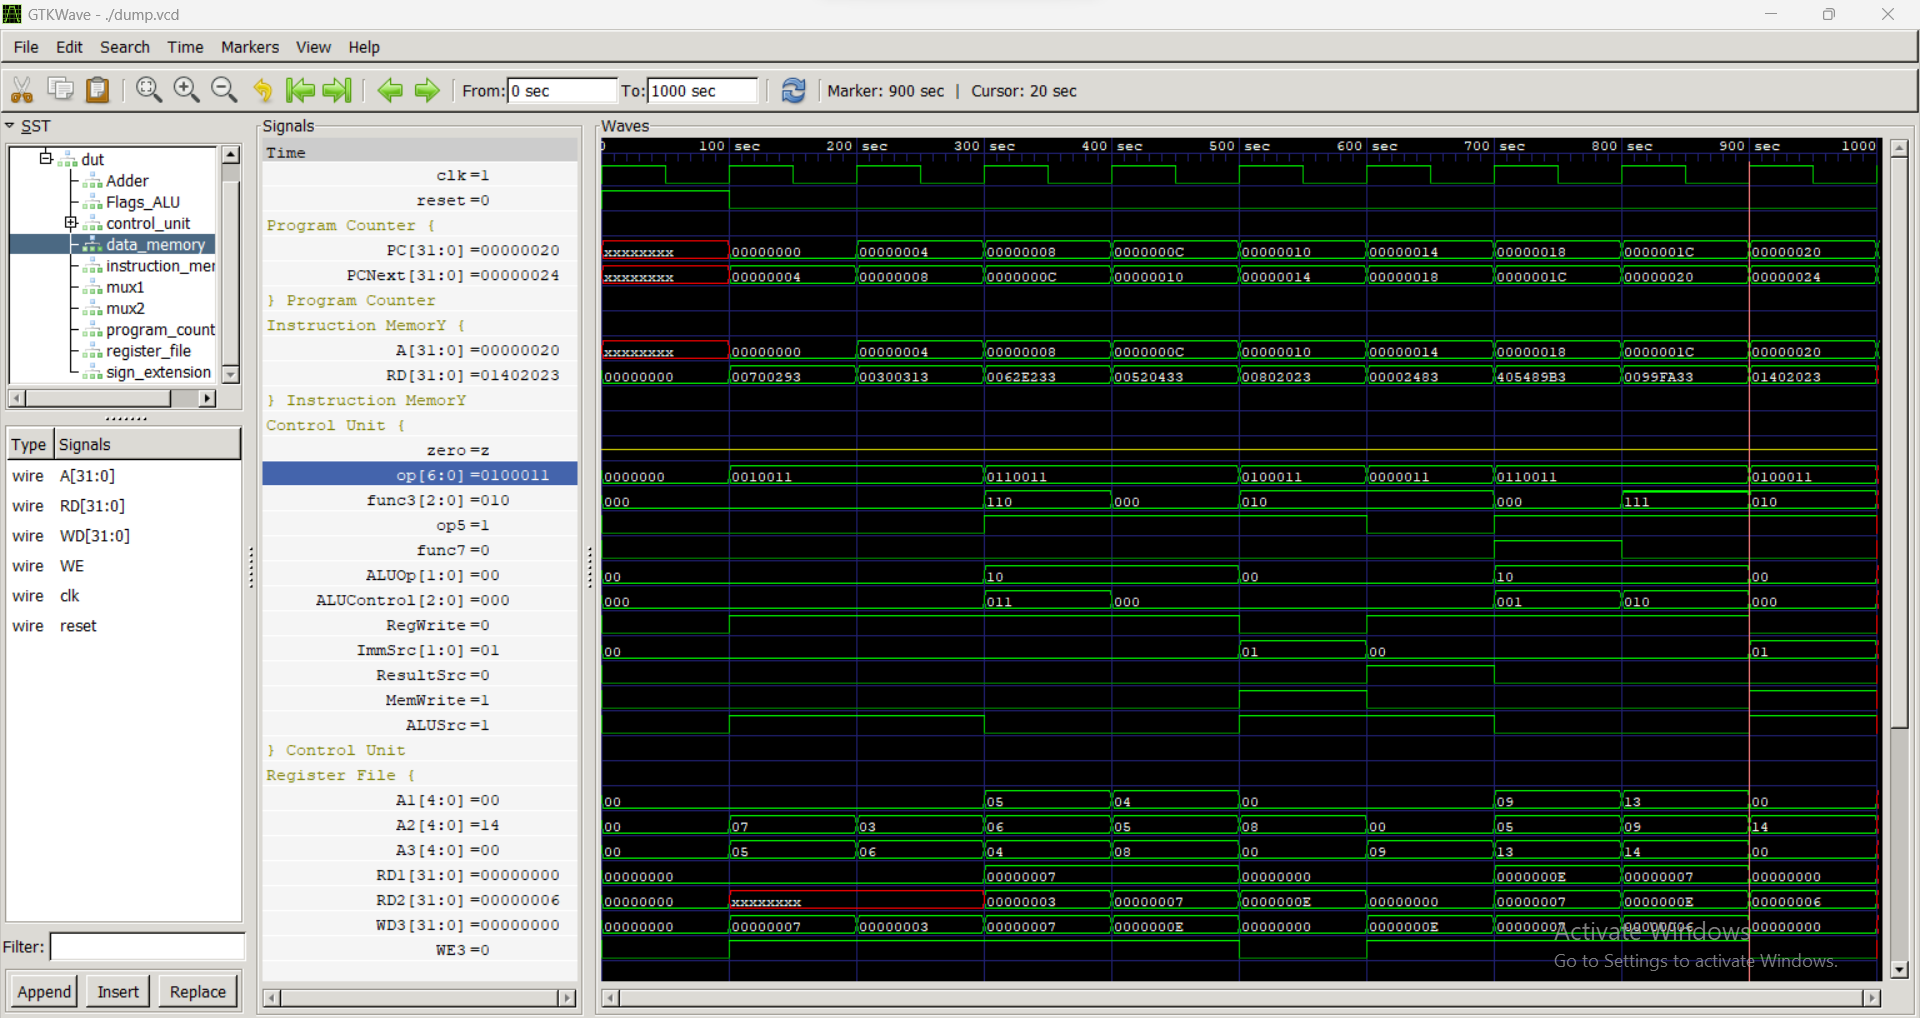 GTKWave - ./dump.vcd
File Edit Search Time Markers View Help
From: 0 sec To: 1000 sec Marker: 900 sec | Cursor: 20 sec
SST
dut
Adder
Flags_ALU
control_unit
data_memory
instruction_mer
mux1
mux2
program_count
register_file
sign_extension
Type Signals
wire A[31:0]
wire RD[31:0]
wire WD[31:0]
wire WE
wire clk
wire reset
Filter:
Append Insert Replace
Signals
Time
clk=1
reset=0
Program Counter {
PC[31:0]=00000020
PCNext[31:0]=00000024
} Program Counter
Instruction MemorY {
A[31:0]=00000020
RD[31:0]=01402023
} Instruction MemorY
Control Unit {
zero=z
op[6:0]=0100011
func3[2:0]=010
op5=1
func7=0
ALUOp[1:0]=00
ALUControl[2:0]=000
RegWrite=0
ImmSrc[1:0]=01
ResultSrc=0
MemWrite=1
ALUSrc=1
} Control Unit
Register File {
A1[4:0]=00
A2[4:0]=14
A3[4:0]=00
RD1[31:0]=00000000
RD2[31:0]=00000006
WD3[31:0]=00000000
WE3=0
Waves
100 sec 200 sec 300 sec 400 sec 500 sec 600 sec 700 sec 800 sec 900 sec 1000
xxxxxxxx 00000000 00000004 00000008 0000000C 00000010 00000014 00000018 0000001C 00000020
xxxxxxxx 00000004 00000008 0000000C 00000010 00000014 00000018 0000001C 00000020 00000024
xxxxxxxx 00000000 00000004 00000008 0000000C 00000010 00000014 00000018 0000001C 00000020
00000000 00700293 00300313 0062E233 00520433 00802023 00002483 405489B3 0099FA33 01402023
0000000 0010011 0110011 0100011 0000011 0110011 0100011
000 110 000 010 000 111 010
00 10 00 10 00
000 011 000 001 010 000
00 01 00 01
00 05 04 00 09 13 00
00 07 03 06 05 08 00 05 09 14
00 05 06 04 08 00 09 13 14 00
00000000 00000007 00000000 0000000E 00000007 00000000
00000000 xxxxxxxx 00000003 00000007 0000000E 00000000 00000007 0000000E 00000006
00000000 00000007 00000003 00000007 0000000E 00000000 0000000E 00000007 00000006 00000000
Activate Windows
Go to Settings to activate Windows.